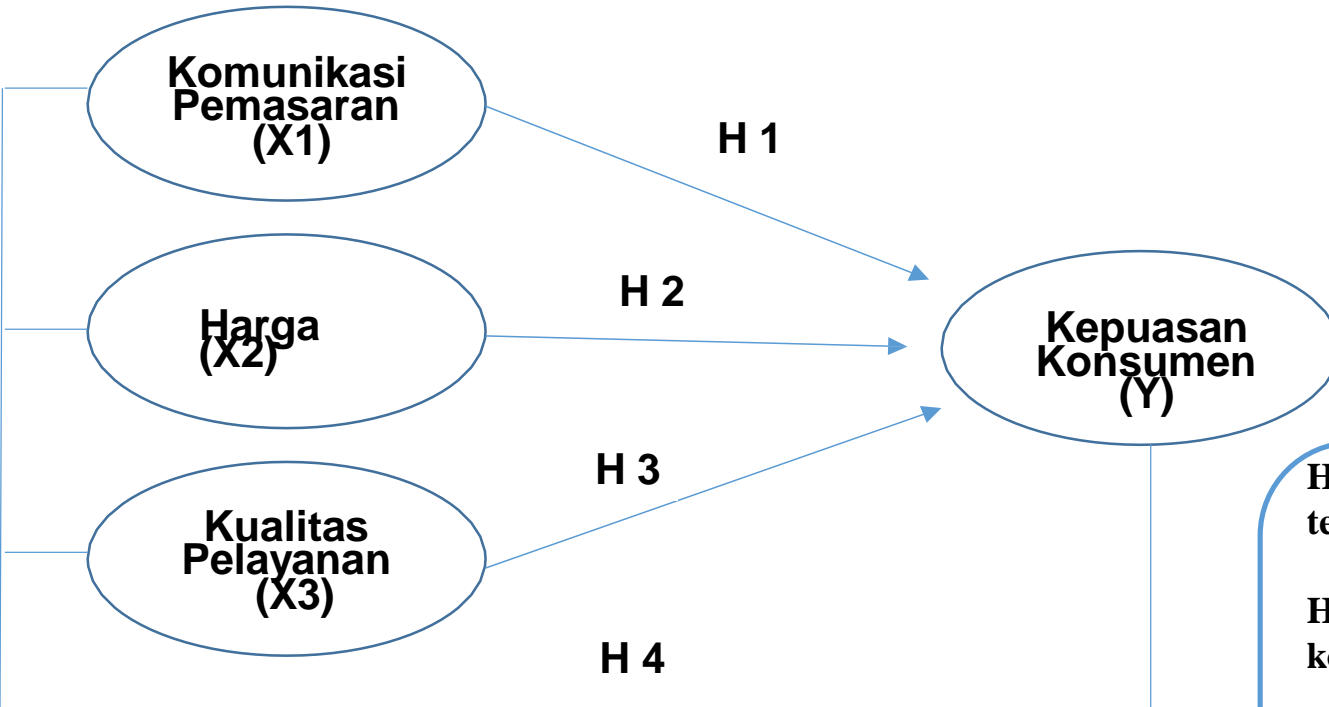 Komunikasi
Pemasaran
(X1)
H 1
Harga
(X2)
H 2
Kepuasan
Konsumen
(Y)
H 3
Kualitas
Pelayanan
(X3)
H 4